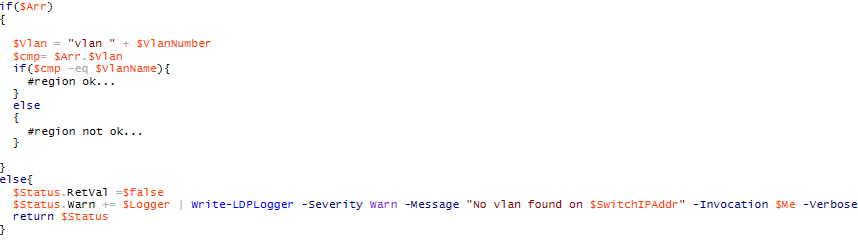 if($Arr)
{
$Vlan = "vlan " + $VlanNumber
$cmp= $Arr.$Vlan
if($cmp -eq $VlanName){
#region ok...
}
else
{
#region not ok...
}
}
else{
$Status.RetVal =$false
$Status.Warn += $Logger | Write-LDPLogger -Severity Warn -Message "No vlan found on $SwitchIPAddr" -Invocation $Me -Verbose
return $Status
}